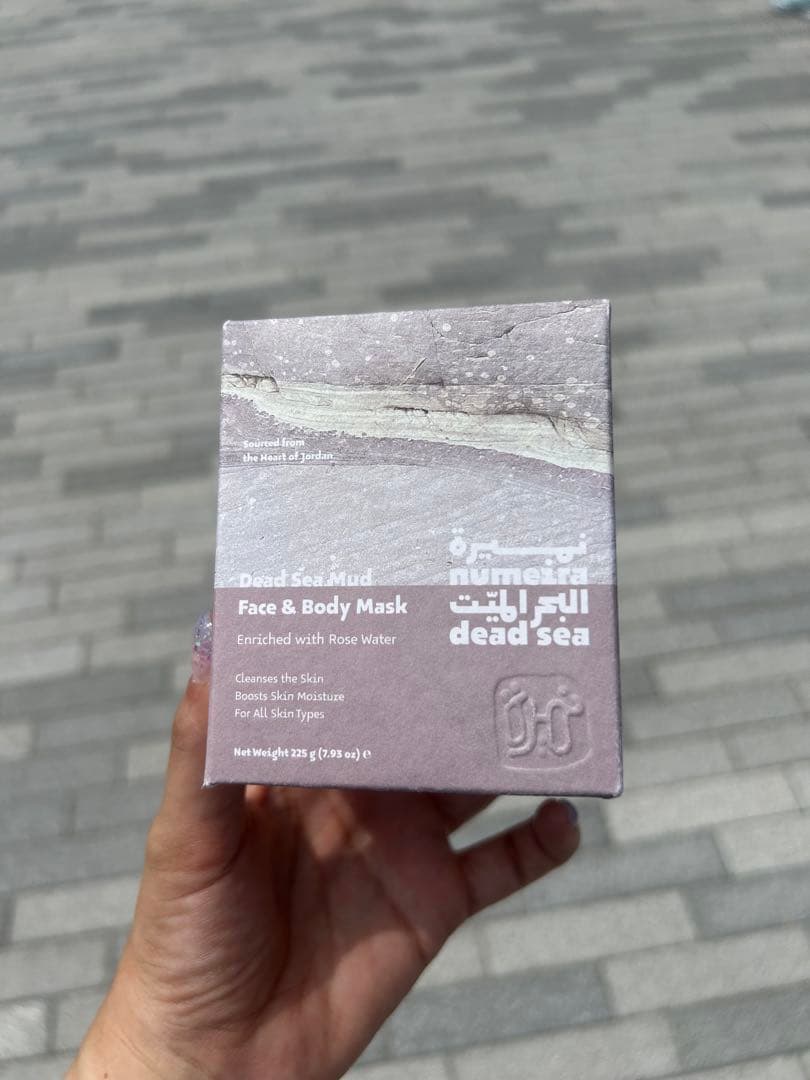 Sourced from
the Heart of Jordan
Dead Sea Mud
Face & Body Mask
Enriched with Rose Water
Cleanses the Skin
Boosts Skin Moisture
For All Skin Types
Net Weight 225 g (7.93 oz) ℮
نميرة
numeira
البحر الميّت
dead sea